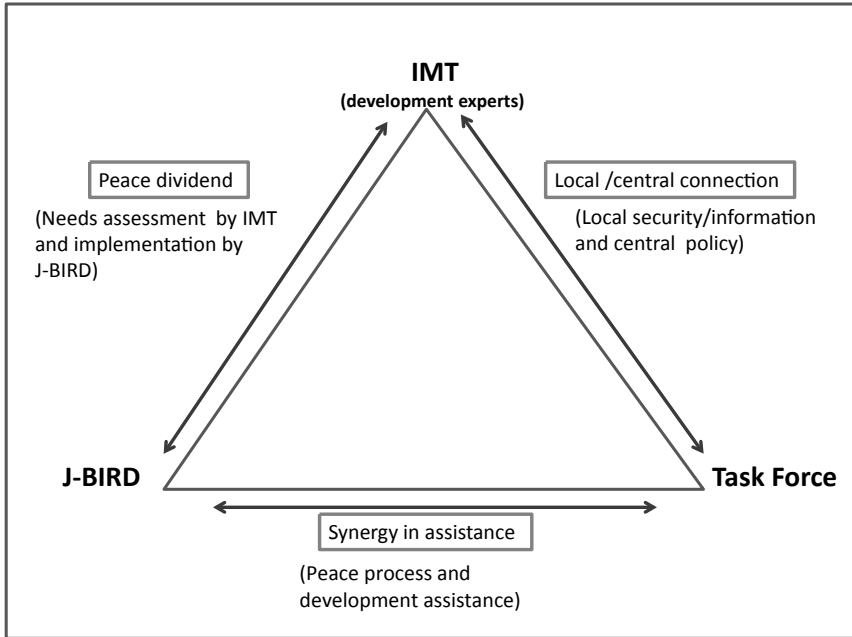 IMT
(development experts)
Peace dividend
(Needs assessment by IMT
and implementation by
J-BIRD)
Local /central connection
(Local security/information
and central policy)
J-BIRD
Task Force
Synergy in assistance
(Peace process and
development assistance)